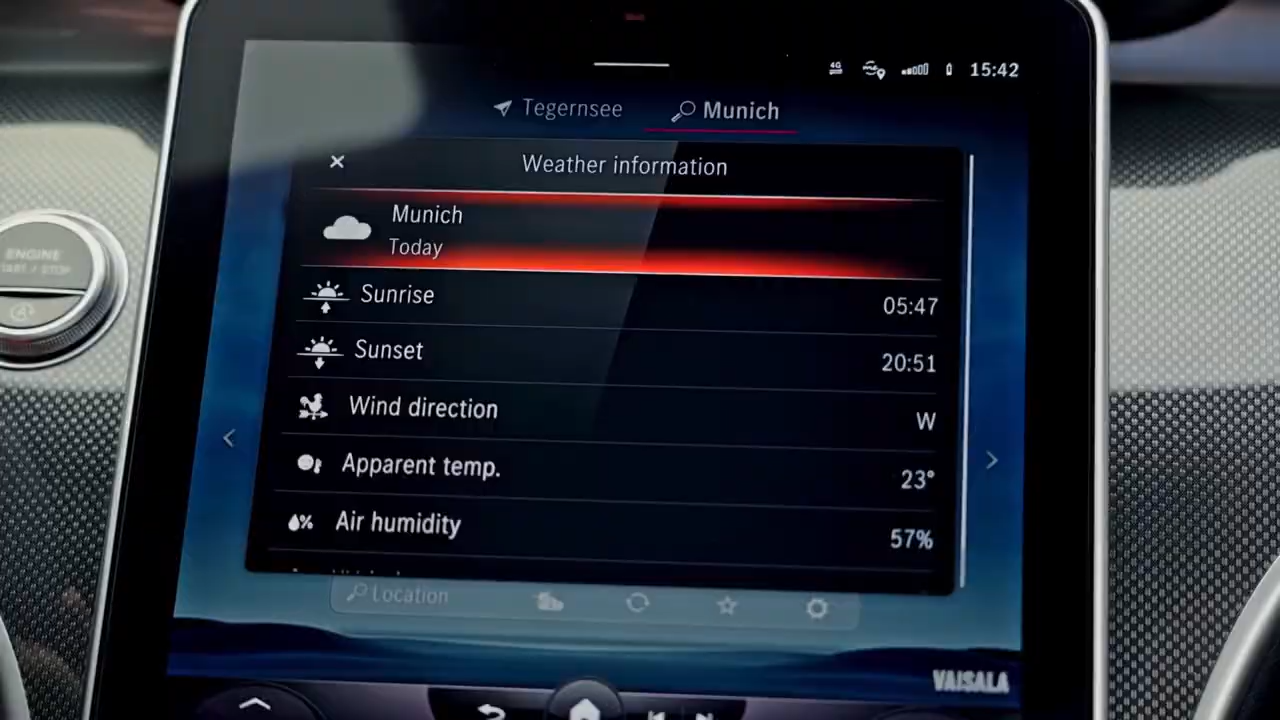 4G 15:42
Tegernsee Munich
Weather information
Munich
Today
Sunrise 05:47
Sunset 20:51
Wind direction W
Apparent temp. 23°
Air humidity 57%
Location
VAISALA
ENGINE
START / STOP